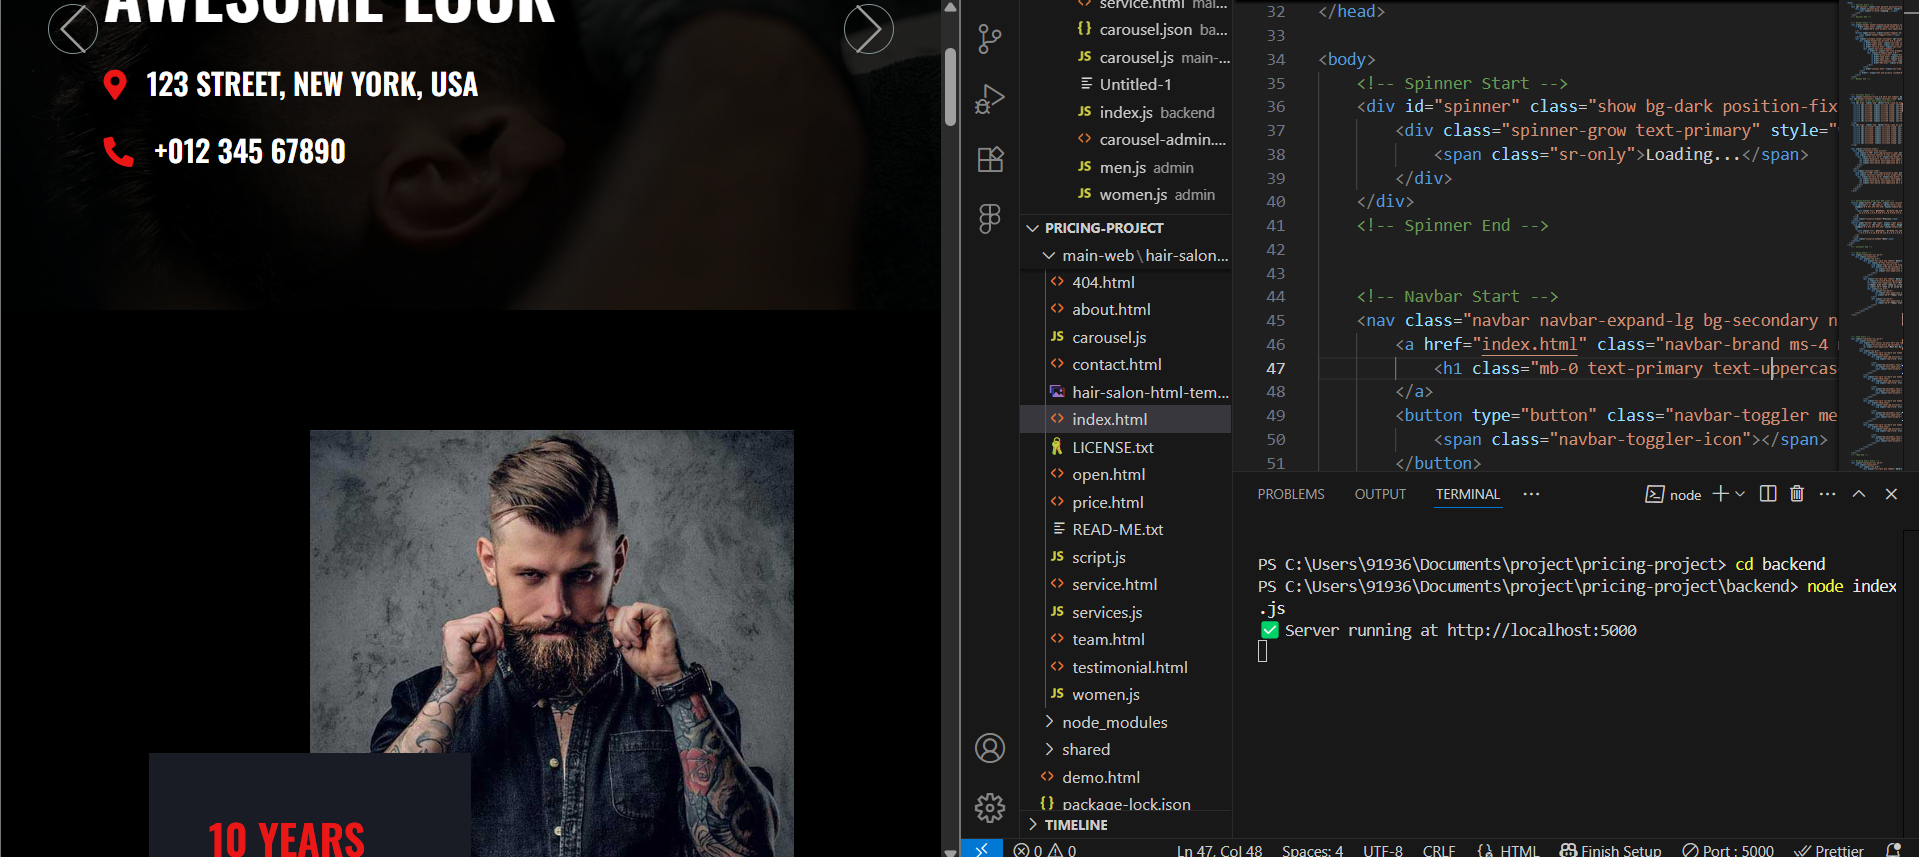 AWESOME LOOK
123 STREET, NEW YORK, USA
+012 345 67890
10 YEARS
service.html mai...
{} carousel.json ba...
JS carousel.js main-...
Untitled-1
JS index.js backend
<> carousel-admin....
JS men.js admin
JS women.js admin
PRICING-PROJECT
main-web\hair-salon...
<> 404.html
<> about.html
JS carousel.js
<> contact.html
hair-salon-html-tem...
<> index.html
LICENSE.txt
<> open.html
<> price.html
READ-ME.txt
JS script.js
<> service.html
JS services.js
<> team.html
<> testimonial.html
JS women.js
node_modules
shared
<> demo.html
{} package-lock.json
TIMELINE
32 </head>
33
34 <body>
35 <!-- Spinner Start -->
36 <div id="spinner" class="show bg-dark position-fix
37 <div class="spinner-grow text-primary" style="
38 <span class="sr-only">Loading...</span>
39 </div>
40 </div>
41 <!-- Spinner End -->
42
43
44 <!-- Navbar Start -->
45 <nav class="navbar navbar-expand-lg bg-secondary n
46 <a href="index.html" class="navbar-brand ms-4
47 <h1 class="mb-0 text-primary text-uppercas
48 </a>
49 <button type="button" class="navbar-toggler me
50 <span class="navbar-toggler-icon"></span>
51 </button>
PROBLEMS OUTPUT TERMINAL ··· node ···
PS C:\Users\91936\Documents\project\pricing-project> cd backend
PS C:\Users\91936\Documents\project\pricing-project\backend> node index
.js
✅ Server running at http://localhost:5000
0 0 Ln 47, Col 48 Spaces: 4 UTF-8 CRLF {} HTML Finish Setup Port : 5000 Prettier